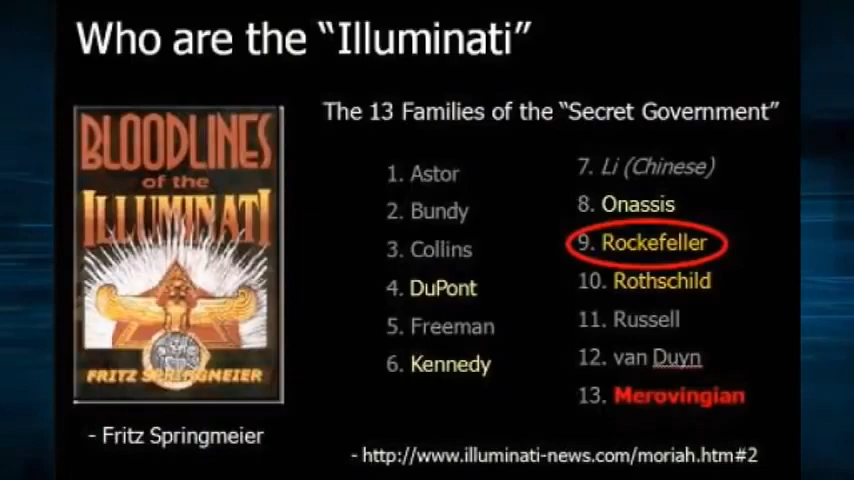 Who are the “Illuminati”
BLOODLINES
of the
ILLUMINATI
FRITZ SPRINGMEIER
- Fritz Springmeier
The 13 Families of the “Secret Government”
1. Astor
2. Bundy
3. Collins
4. DuPont
5. Freeman
6. Kennedy
7. Li (Chinese)
8. Onassis
9. Rockefeller
10. Rothschild
11. Russell
12. van Duyn
13. Merovingian
- http://www.illuminati-news.com/moriah.htm#2